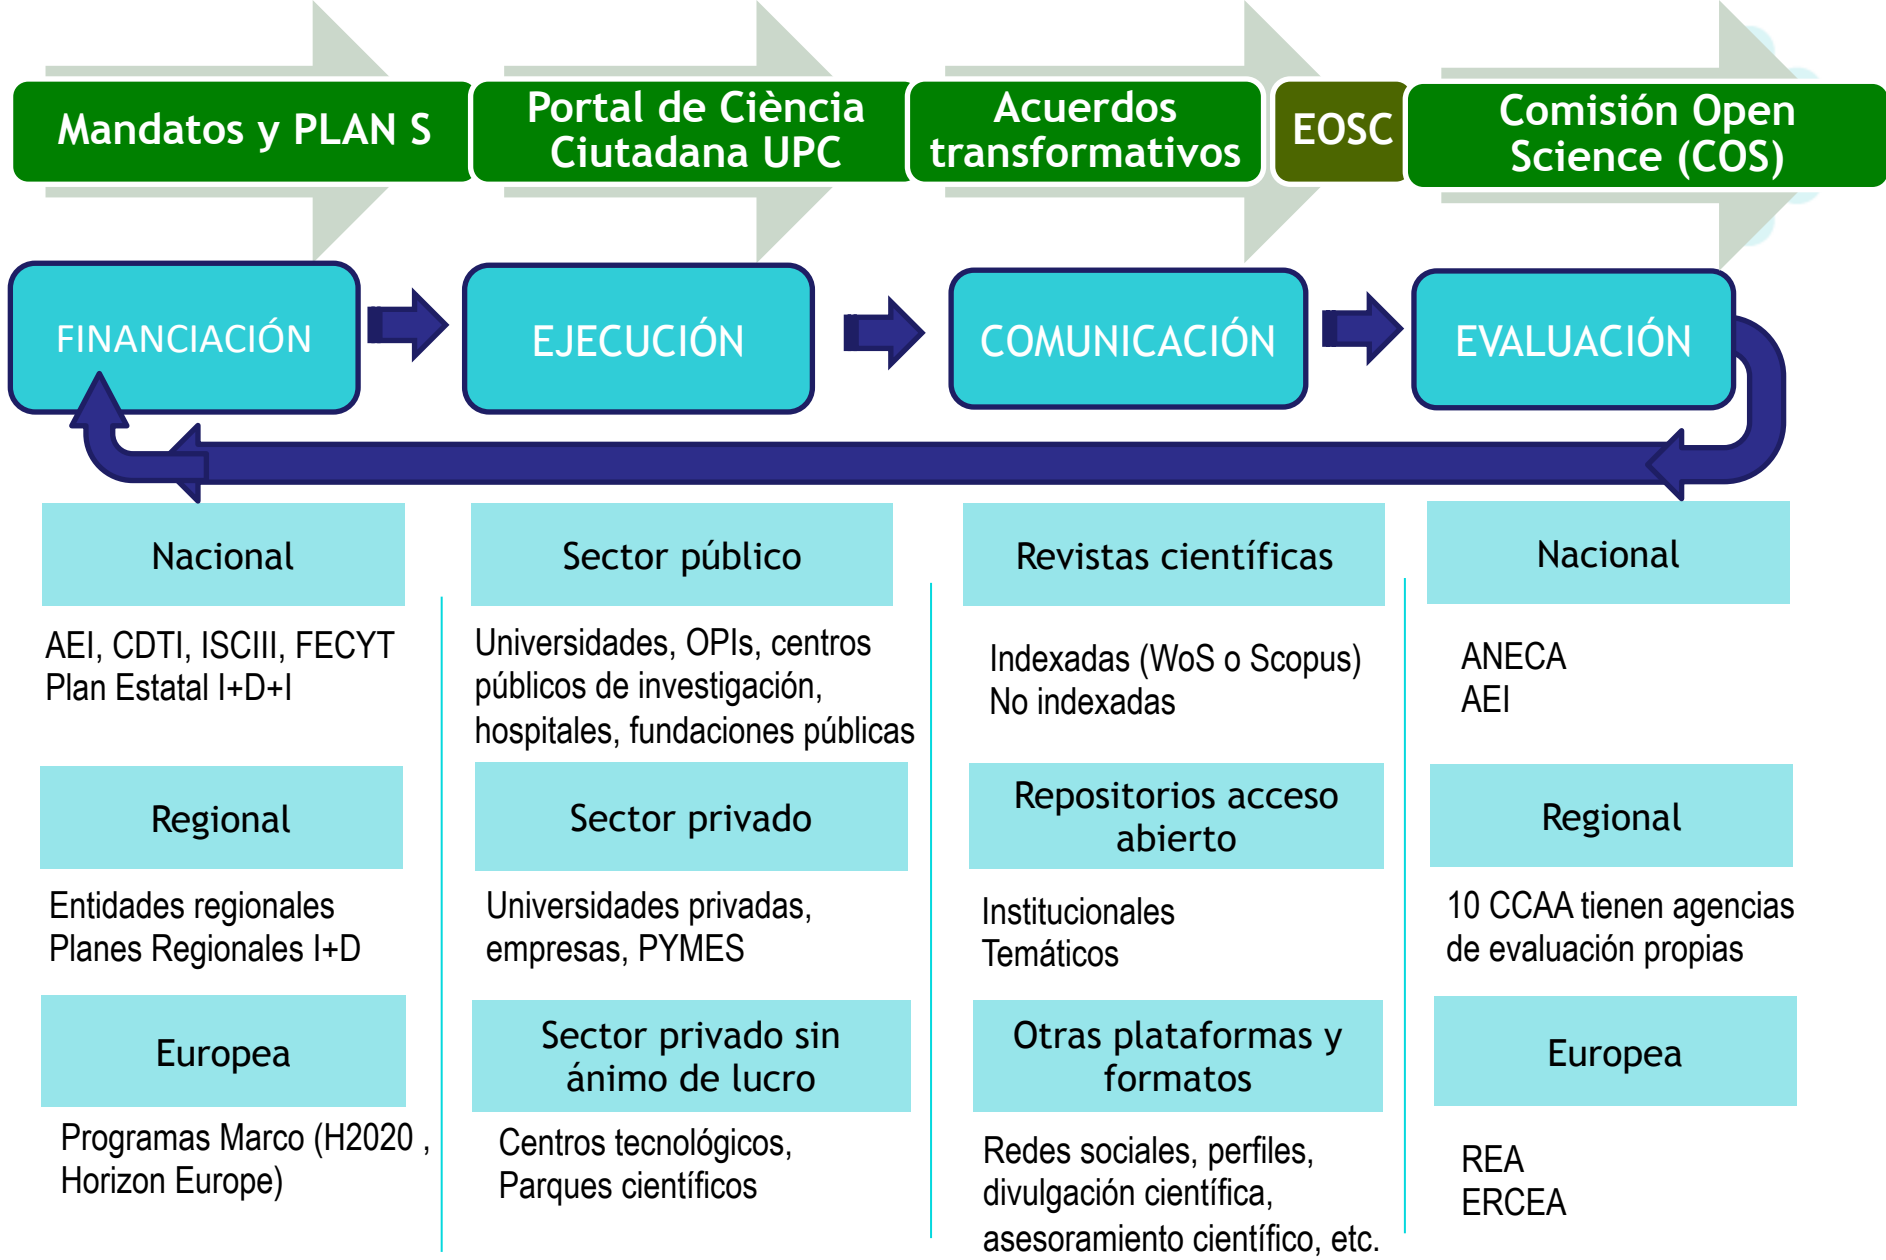 Mandatos y PLAN S
Portal de Ciència
Ciutadana UPC
Acuerdos
transformativos
EOSC
Comisión Open
Science (COS)
FINANCIACIÓN
EJECUCIÓN
COMUNICACIÓN
EVALUACIÓN
Nacional
AEI, CDTI, ISCIII, FECYT
Plan Estatal I+D+I
Regional
Entidades regionales
Planes Regionales I+D
Europea
Programas Marco (H2020 ,
Horizon Europe)
Sector público
Universidades, OPIs, centros
públicos de investigación,
hospitales, fundaciones públicas
Sector privado
Universidades privadas,
empresas, PYMES
Sector privado sin
ánimo de lucro
Centros tecnológicos,
Parques científicos
Revistas científicas
Indexadas (WoS o Scopus)
No indexadas
Repositorios acceso
abierto
Institucionales
Temáticos
Otras plataformas y
formatos
Redes sociales, perfiles,
divulgación científica,
asesoramiento científico, etc.
Nacional
ANECA
AEI
Regional
10 CCAA tienen agencias
de evaluación propias
Europea
REA
ERCEA